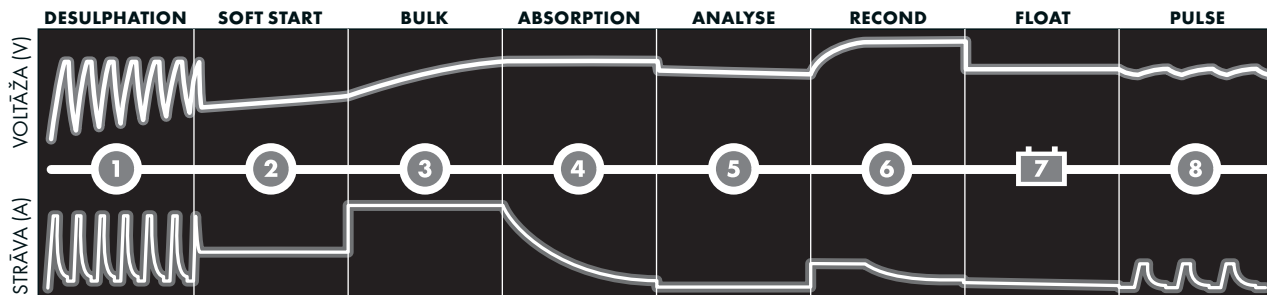 DESULPHATION SOFT START BULK ABSORPTION ANALYSE RECOND FLOAT PULSE
VOLTĀŽA (V)
1 2 3 4 5 6 7 8
STRĀVA (A)